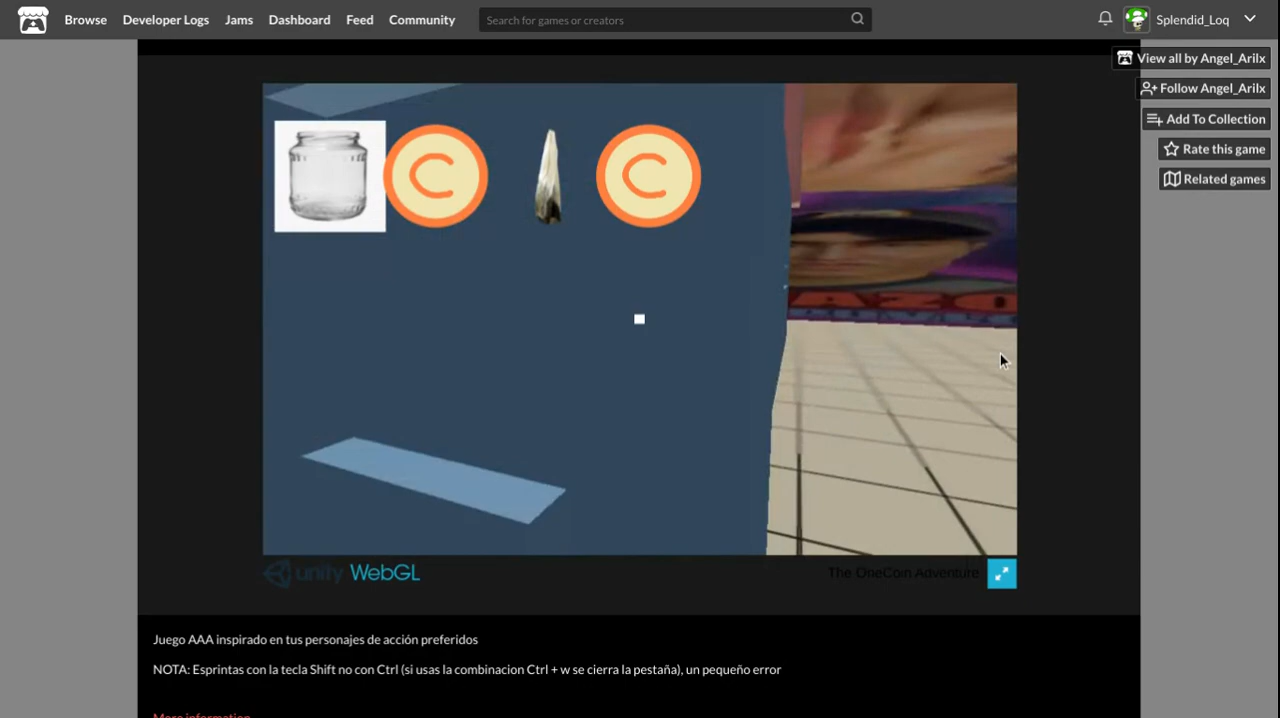 Browse Developer Logs Jams Dashboard Feed Community Search for games or creators Splendid_Loq
View all by Angel_Arilx
Follow Angel_Arilx
Add To Collection
Rate this game
Related games
C C
unity WebGL The OneCoin Adventure
Juego AAA inspirado en tus personajes de acción preferidos
NOTA: Esprintas con la tecla Shift no con Ctrl (si usas la combinacion Ctrl + w se cierra la pestaña), un pequeño error
More information